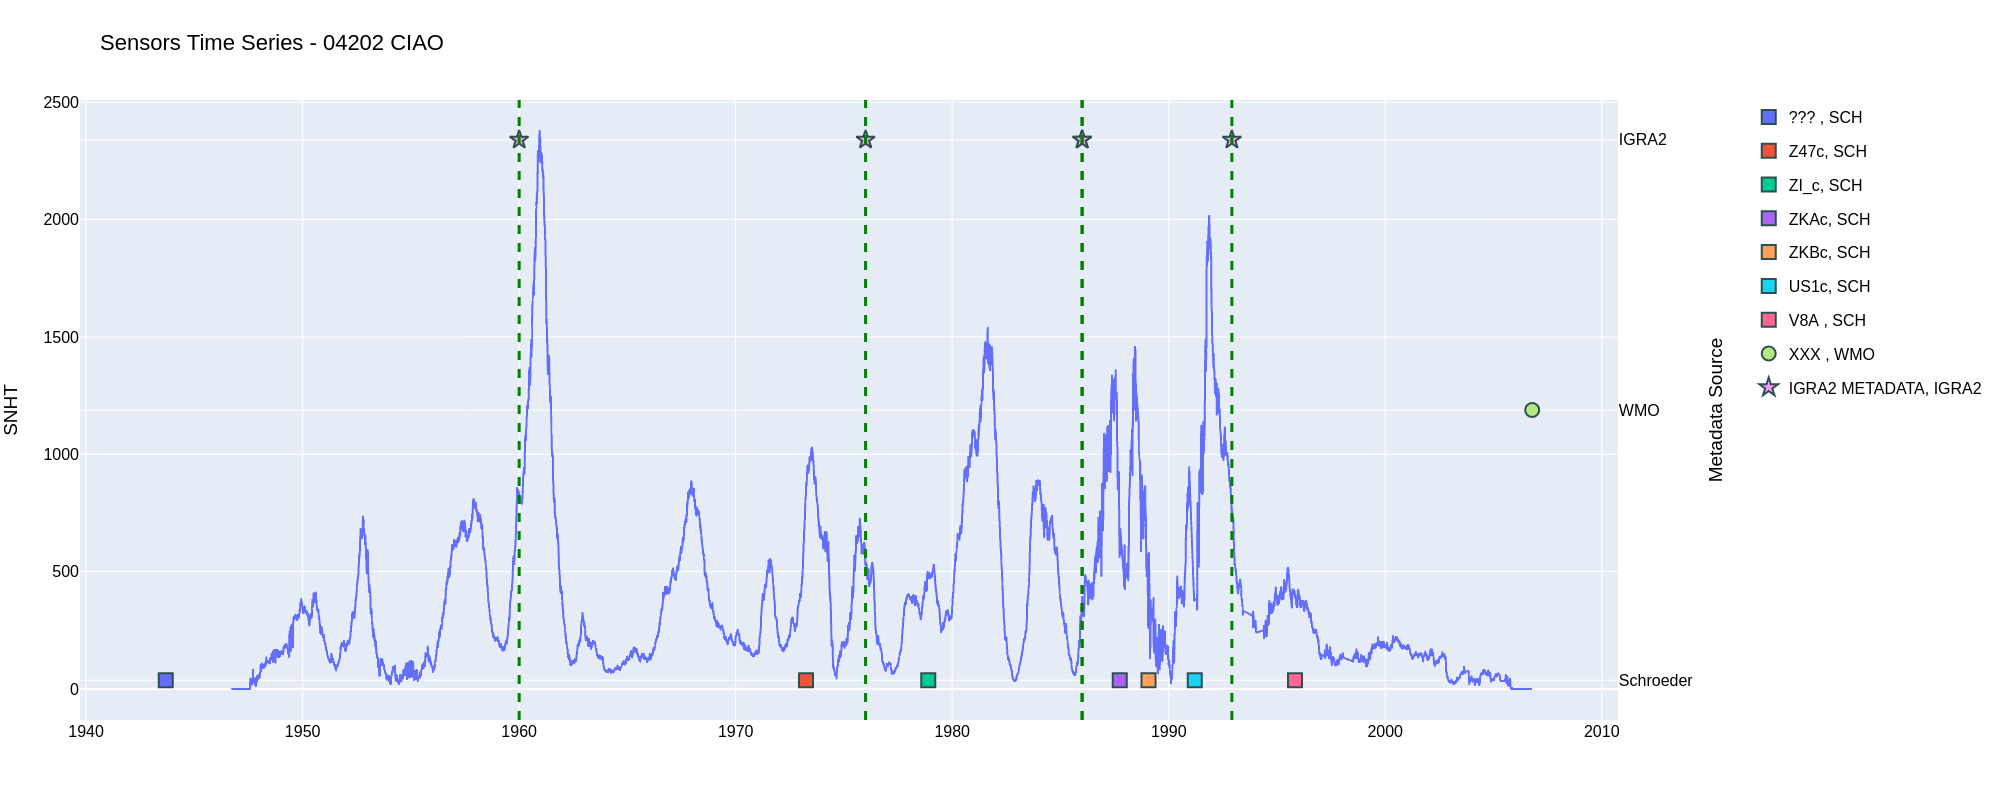 Sensors Time Series - 04202 CIAO
2500
2000
1500
1000
500
0
SNHT
1940
1950
1960
1970
1980
1990
2000
2010
IGRA2
WMO
Schroeder
Metadata Source
??? , SCH
Z47c, SCH
ZI_c, SCH
ZKAc, SCH
ZKBc, SCH
US1c, SCH
V8A , SCH
XXX , WMO
IGRA2 METADATA, IGRA2